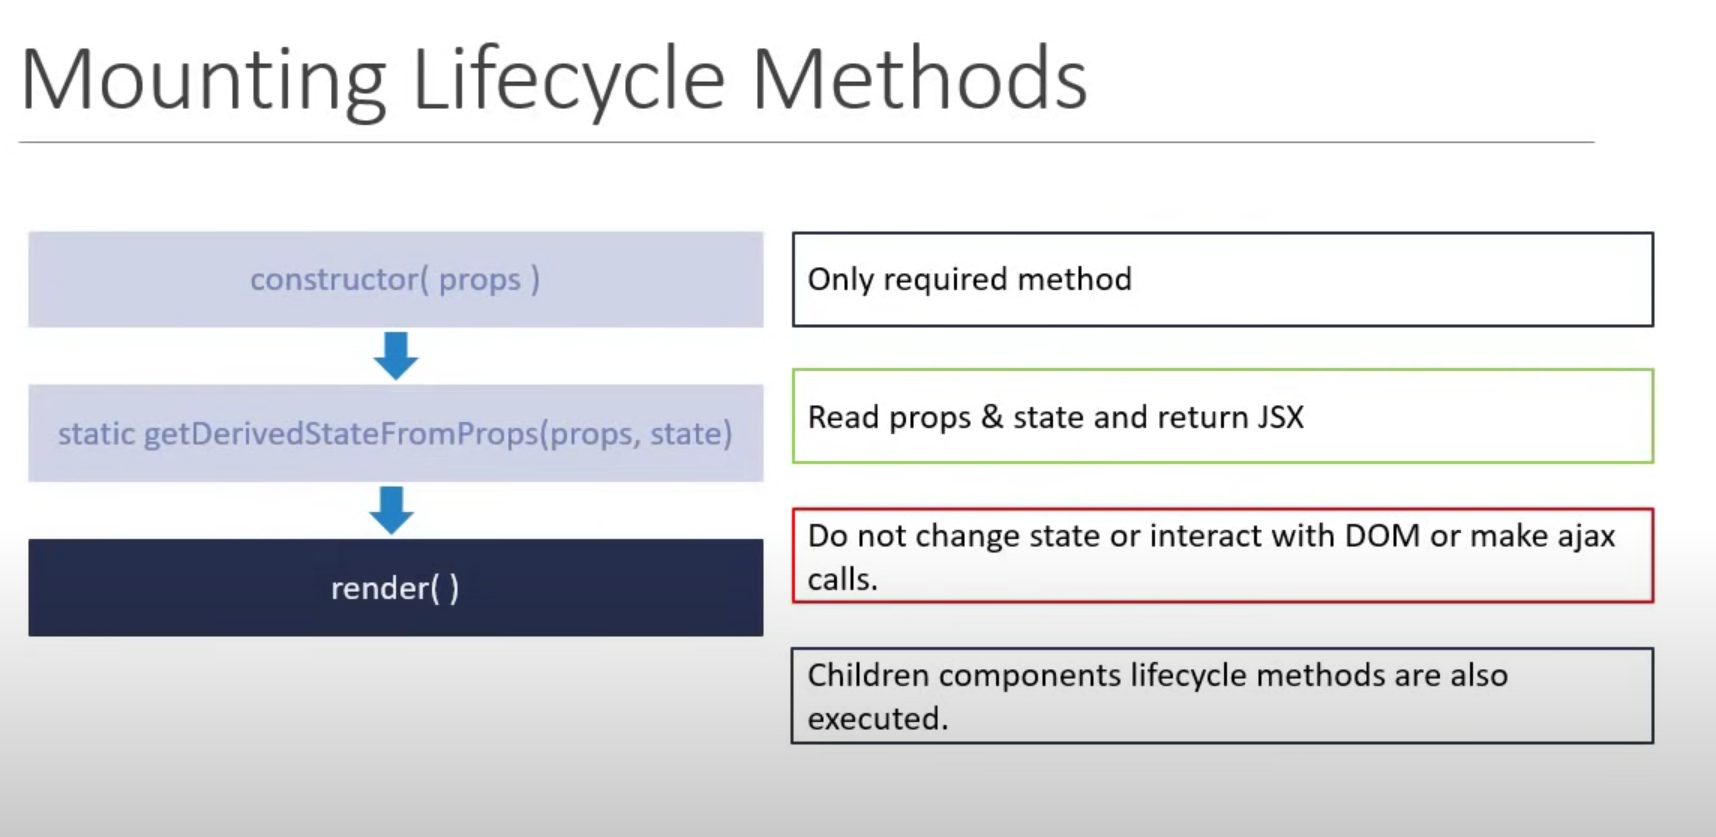 Mounting Lifecycle Methods
constructor( props )
static getDerivedStateFromProps(props, state)
render( )
Only required method
Read props & state and return JSX
Do not change state or interact with DOM or make ajax
calls.
Children components lifecycle methods are also
executed.